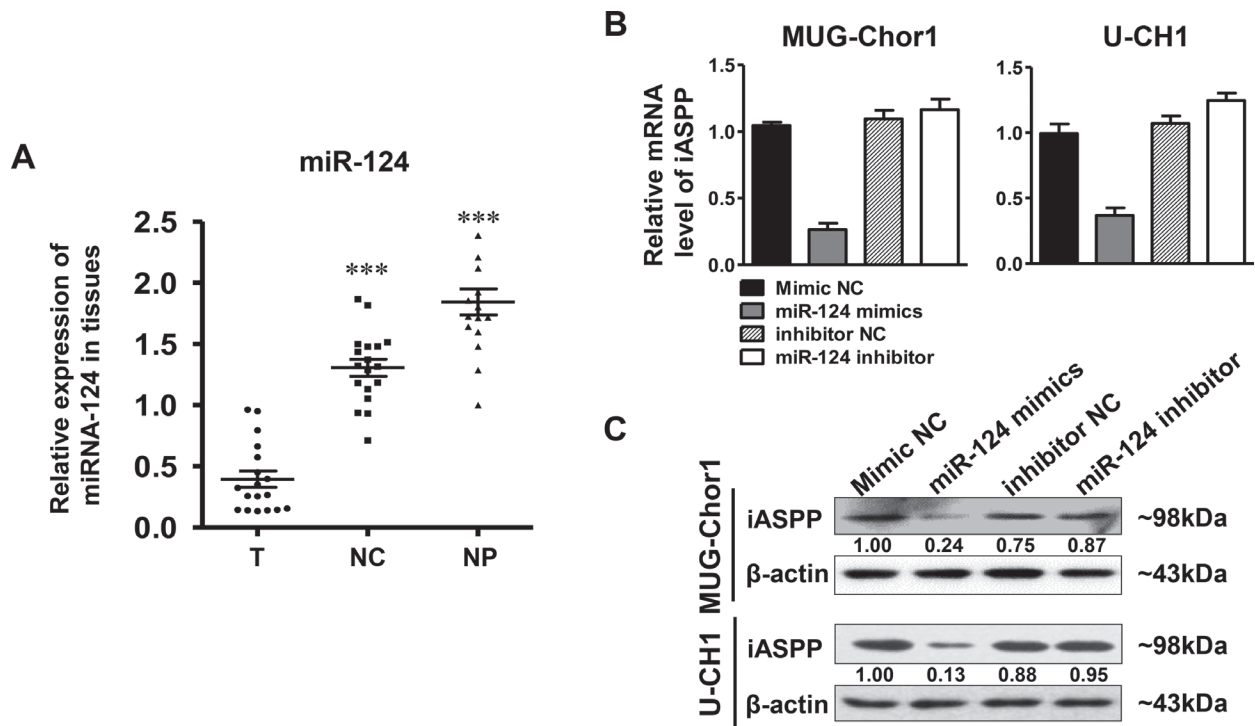 A
miR-124
Relative expression of
miRNA-124 in tissues
2.5
2.0
1.5
1.0
0.5
0.0
***
***
T NC NP
B
MUG-Chor1
U-CH1
Relative mRNA
level of iASPP
1.5
1.0
0.5
0.0
1.5
1.0
0.5
0.0
Mimic NC
miR-124 mimics
inhibitor NC
miR-124 inhibitor
C
Mimic NC
miR-124 mimics
inhibitor NC
miR-124 inhibitor
MUG-Chor1
iASPP ~98kDa
1.00 0.24 0.75 0.87
β-actin ~43kDa
U-CH1
iASPP ~98kDa
1.00 0.13 0.88 0.95
β-actin ~43kDa